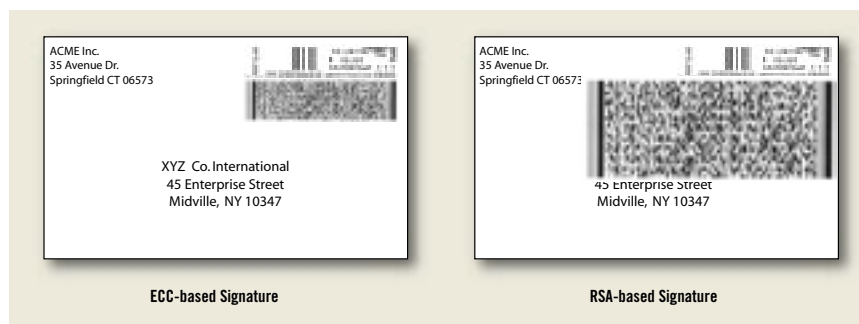 ACME Inc.
35 Avenue Dr.
Springfield CT 06573
XYZ Co. International
45 Enterprise Street
Midville, NY 10347
ECC-based Signature
ACME Inc.
35 Avenue Dr.
Springfield CT 06573
45 Enterprise Street
Midville, NY 10347
RSA-based Signature